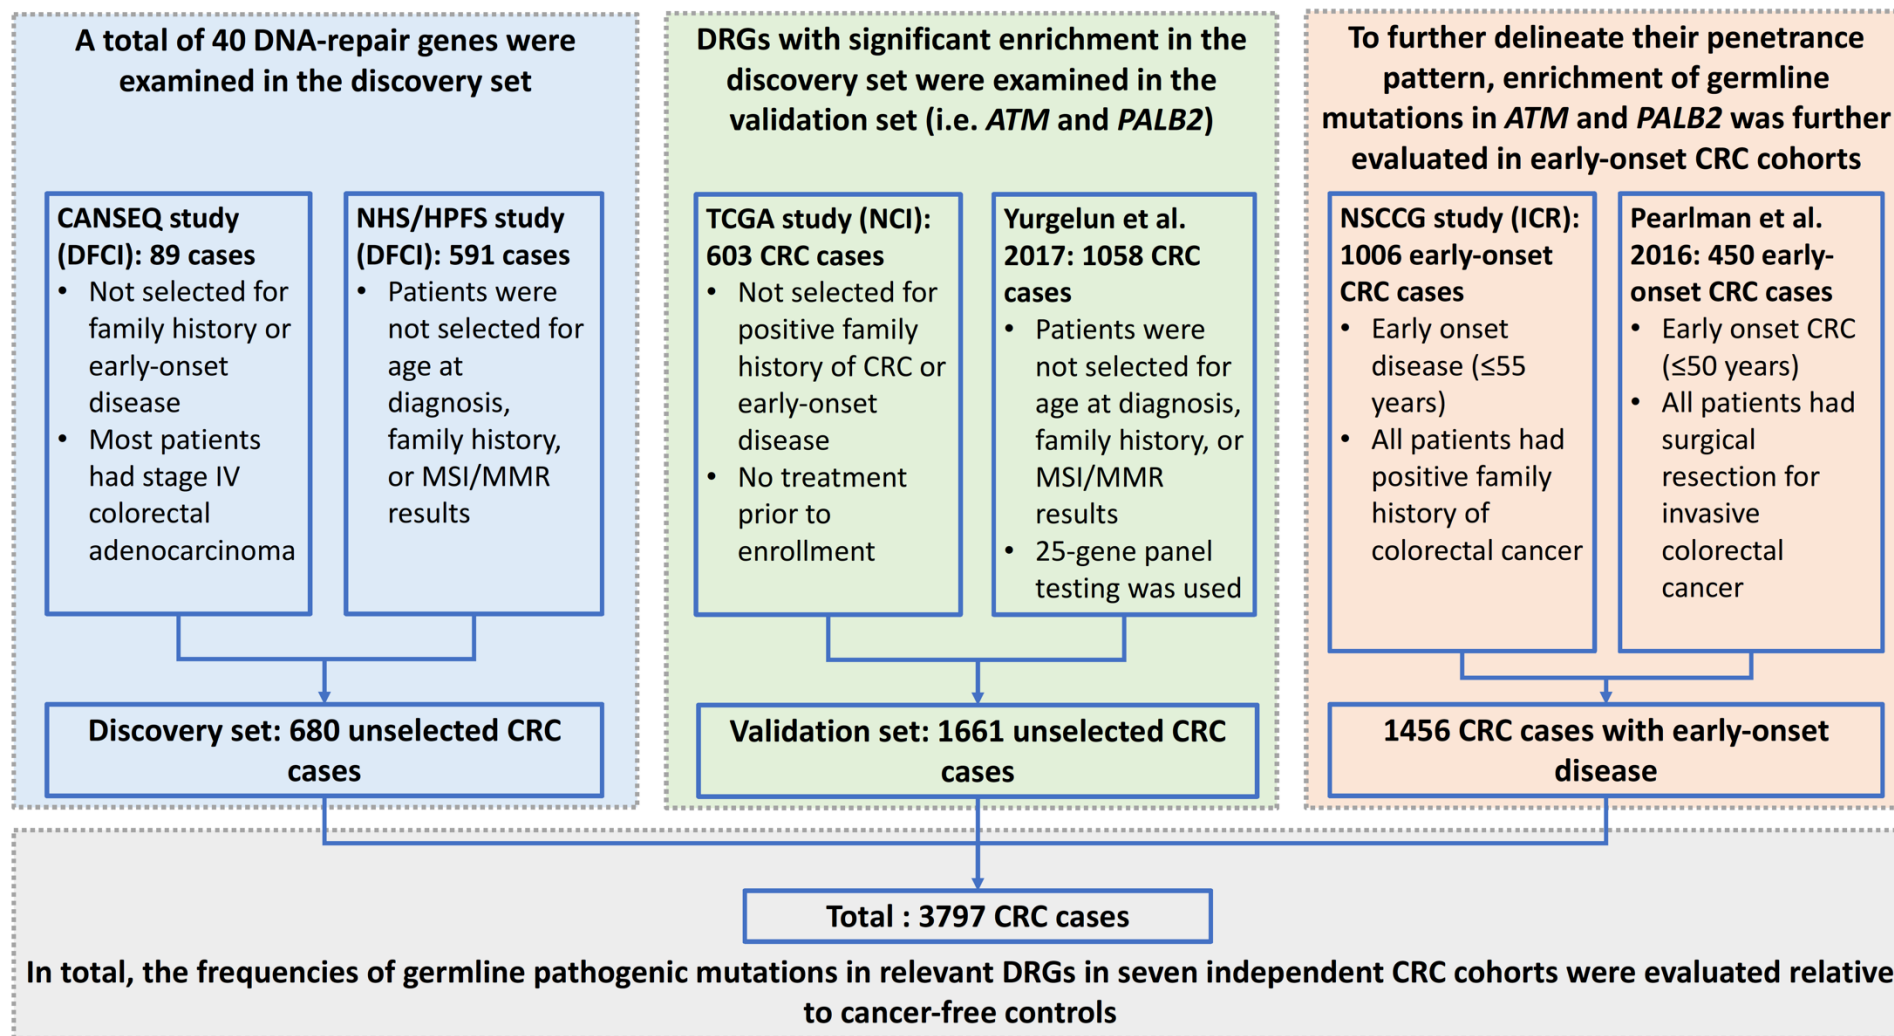 A total of 40 DNA-repair genes were
examined in the discovery set
CANSEQ study
(DFCI): 89 cases
• Not selected for
family history or
early-onset
disease
• Most patients
had stage IV
colorectal
adenocarcinoma
NHS/HPFS study
(DFCI): 591 cases
• Patients were
not selected for
age at
diagnosis,
family history,
or MSI/MMR
results
Discovery set: 680 unselected CRC
cases
DRGs with significant enrichment in the
discovery set were examined in the
validation set (i.e. ATM and PALB2)
TCGA study (NCI):
603 CRC cases
• Not selected for
positive family
history of CRC or
early-onset
disease
• No treatment
prior to
enrollment
Yurgelun et al.
2017: 1058 CRC
cases
• Patients were
not selected for
age at diagnosis,
family history, or
MSI/MMR
results
• 25-gene panel
testing was used
Validation set: 1661 unselected CRC
cases
To further delineate their penetrance
pattern, enrichment of germline
mutations in ATM and PALB2 was further
evaluated in early-onset CRC cohorts
NSCCG study (ICR):
1006 early-onset
CRC cases
• Early onset
disease (≤55
years)
• All patients had
positive family
history of
colorectal cancer
Pearlman et al.
2016: 450 early-
onset CRC cases
• Early onset CRC
(≤50 years)
• All patients had
surgical
resection for
invasive
colorectal
cancer
1456 CRC cases with early-onset
disease
Total : 3797 CRC cases
In total, the frequencies of germline pathogenic mutations in relevant DRGs in seven independent CRC cohorts were evaluated relative
to cancer-free controls